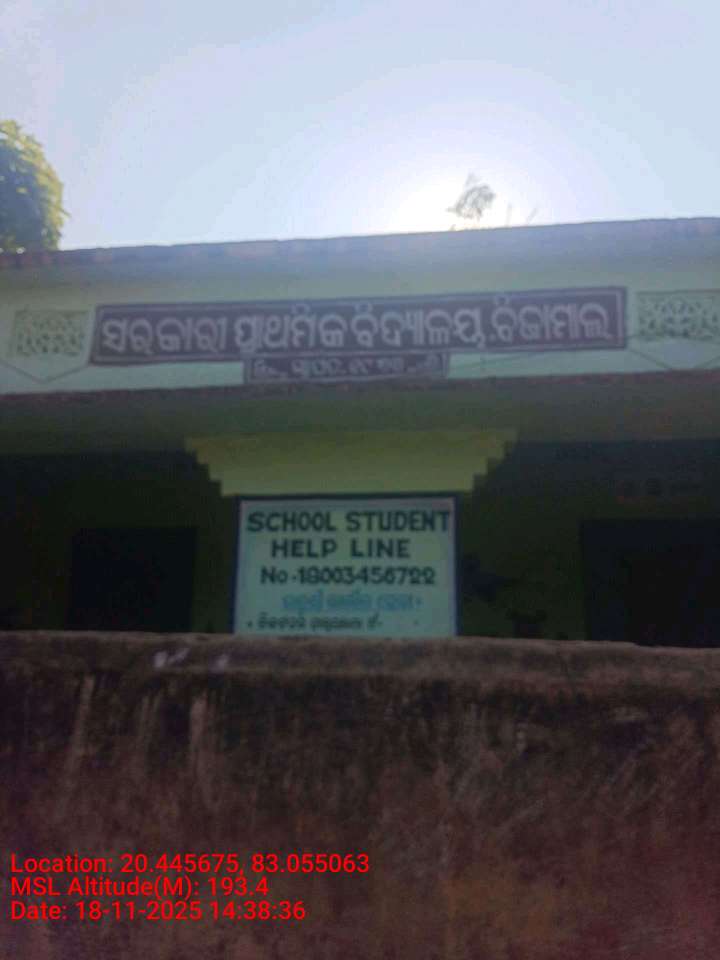 ସରକାରୀ ପ୍ରାଥମିକ ବିଦ୍ୟାଳୟ, ବିଜାମାଲ
SCHOOL STUDENT
HELP LINE
No-18003456722
Location: 20.445675, 83.055063
MSL Altitude(M): 193.4
Date: 18-11-2025 14:38:36